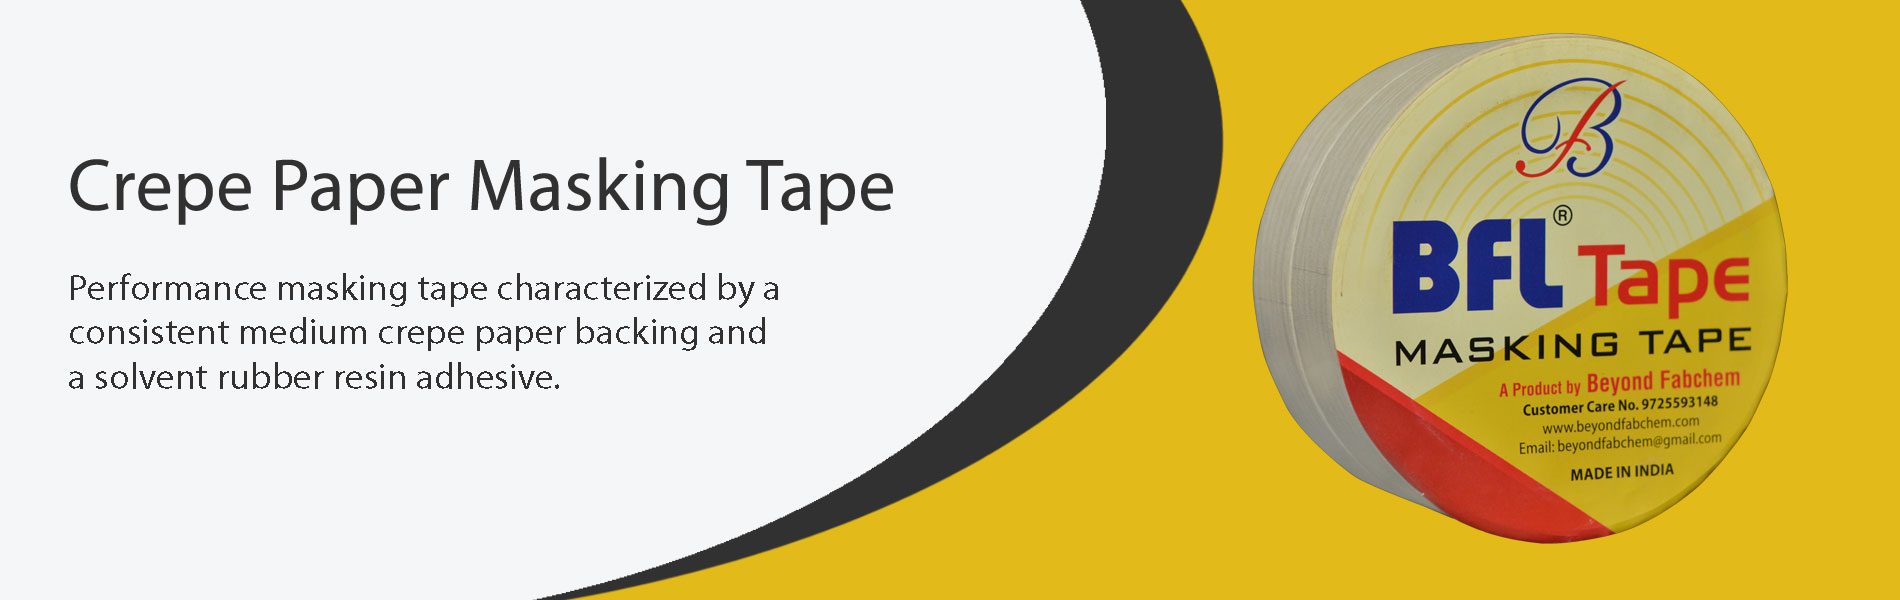 Crepe Paper Masking Tape
Performance masking tape characterized by a
consistent medium crepe paper backing and
a solvent rubber resin adhesive.
B
BFL® Tape
MASKING TAPE
A Product by Beyond Fabchem
Customer Care No. 9725593148
www.beyondfabchem.com
Email: beyondfabchem@gmail.com
MADE IN INDIA